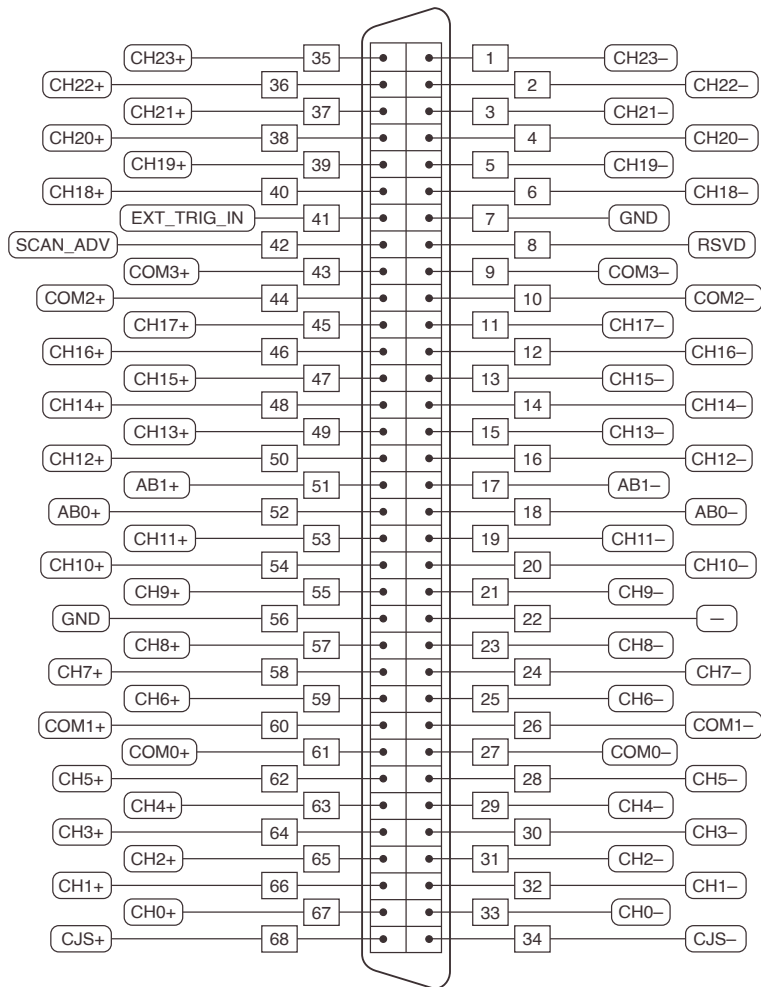 CH23+ 35 1 CH23–
CH22+ 36 2 CH22–
CH21+ 37 3 CH21–
CH20+ 38 4 CH20–
CH19+ 39 5 CH19–
CH18+ 40 6 CH18–
EXT_TRIG_IN 41 7 GND
SCAN_ADV 42 8 RSVD
COM3+ 43 9 COM3–
COM2+ 44 10 COM2–
CH17+ 45 11 CH17–
CH16+ 46 12 CH16–
CH15+ 47 13 CH15–
CH14+ 48 14 CH14–
CH13+ 49 15 CH13–
CH12+ 50 16 CH12–
AB1+ 51 17 AB1–
AB0+ 52 18 AB0–
CH11+ 53 19 CH11–
CH10+ 54 20 CH10–
CH9+ 55 21 CH9–
GND 56 22 —
CH8+ 57 23 CH8–
CH7+ 58 24 CH7–
CH6+ 59 25 CH6–
COM1+ 60 26 COM1–
COM0+ 61 27 COM0–
CH5+ 62 28 CH5–
CH4+ 63 29 CH4–
CH3+ 64 30 CH3–
CH2+ 65 31 CH2–
CH1+ 66 32 CH1–
CH0+ 67 33 CH0–
CJS+ 68 34 CJS–